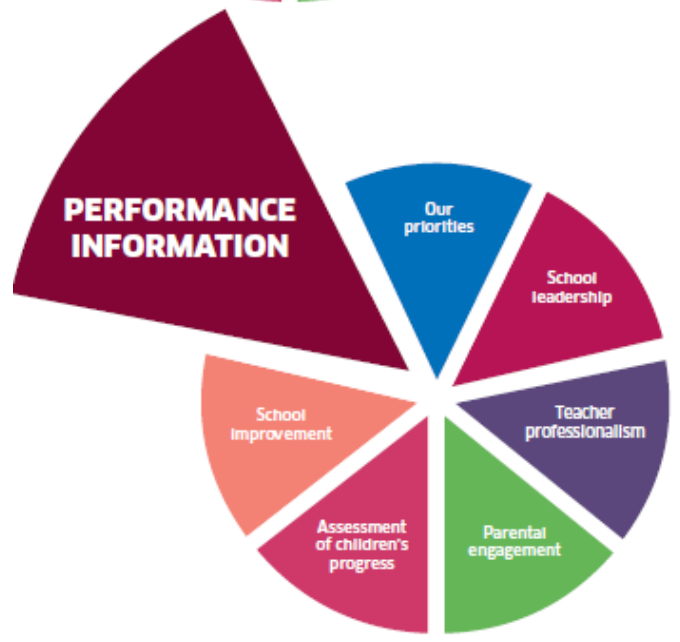 PERFORMANCE
INFORMATION
Our
priorities
School
leadership
Teacher
professionalism
Parental
engagement
Assessment
of children's
progress
School
improvement